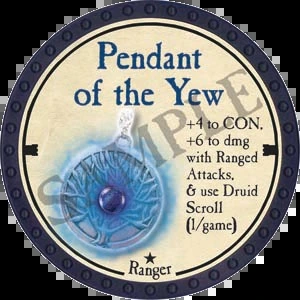 Pendant
of the Yew
+4 to CON,
+6 to dmg
with Ranged
Attacks,
& use Druid
Scroll
(1/game)
SAMPLE
Ranger